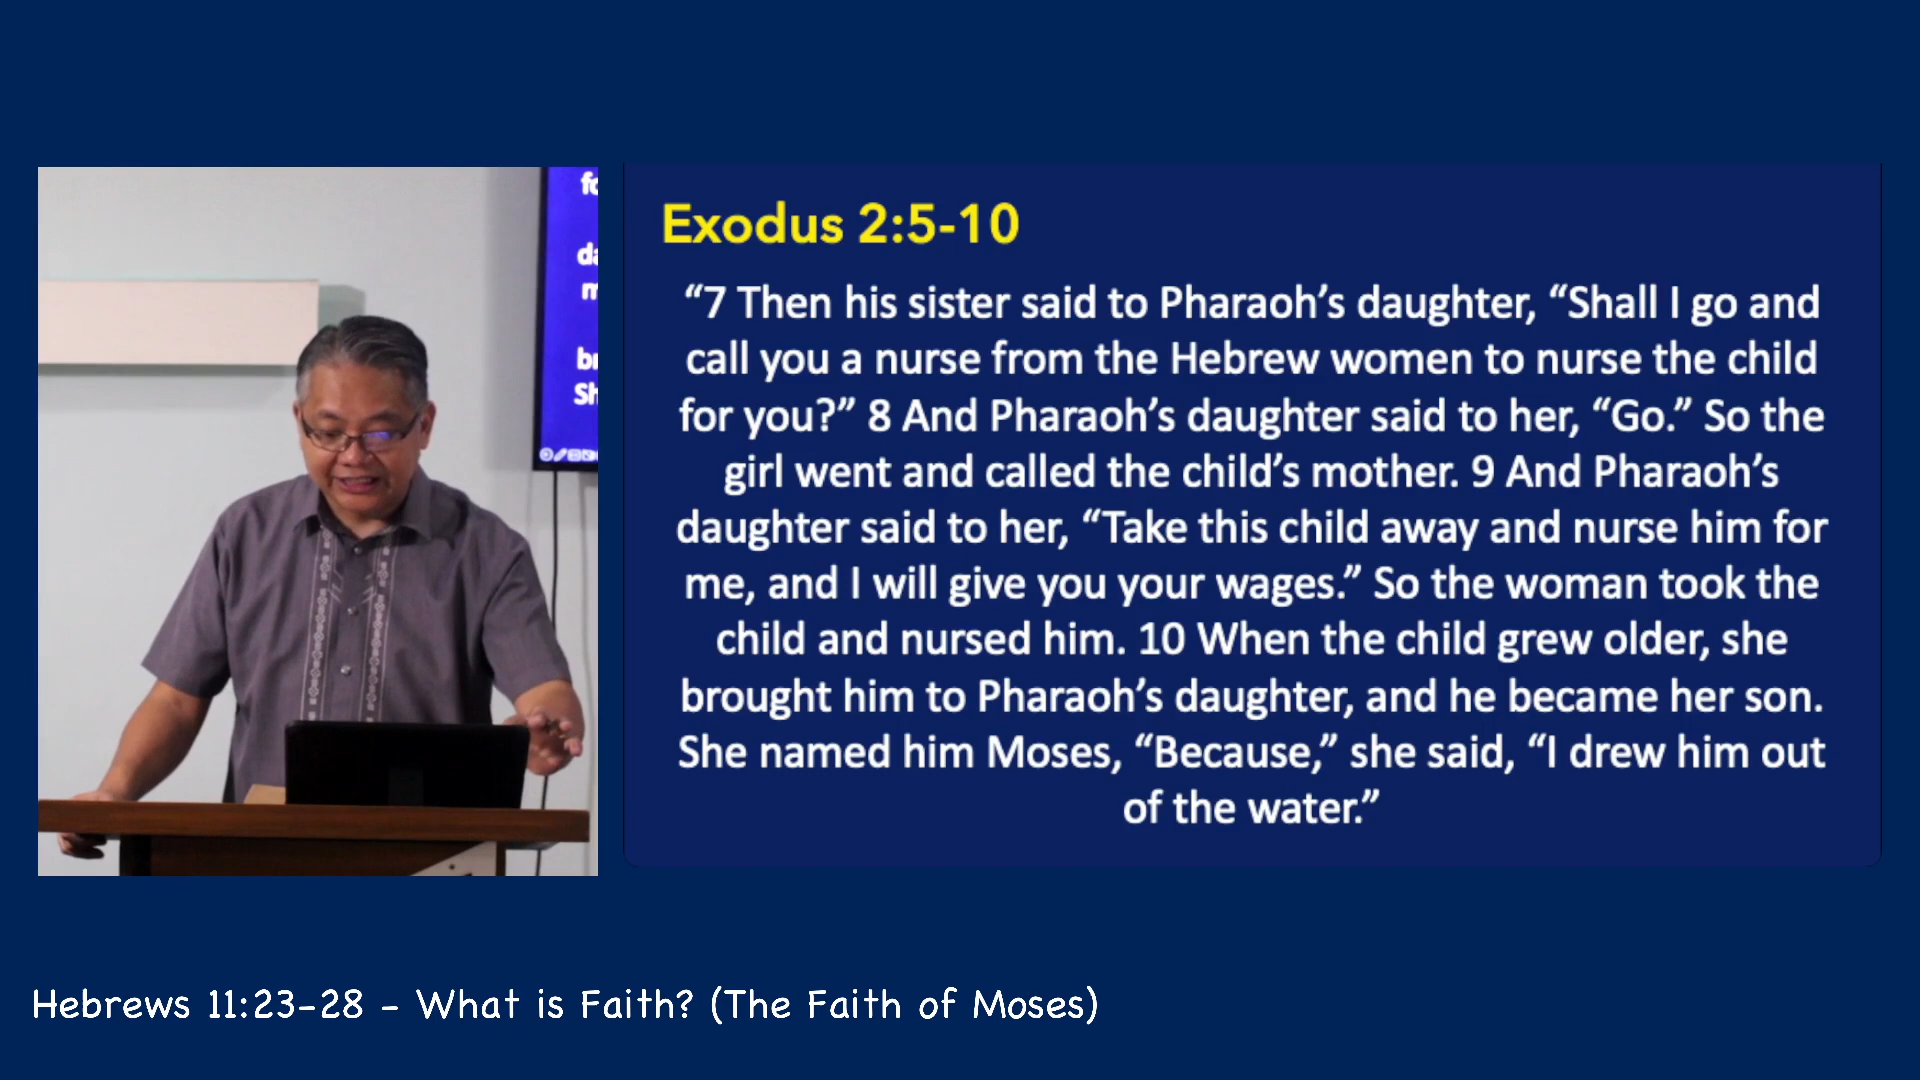 Exodus 2:5-10
“7 Then his sister said to Pharaoh’s daughter, “Shall I go and
call you a nurse from the Hebrew women to nurse the child
for you?” 8 And Pharaoh’s daughter said to her, “Go.” So the
girl went and called the child’s mother. 9 And Pharaoh’s
daughter said to her, “Take this child away and nurse him for
me, and I will give you your wages.” So the woman took the
child and nursed him. 10 When the child grew older, she
brought him to Pharaoh’s daughter, and he became her son.
She named him Moses, “Because,” she said, “I drew him out
of the water.”
Hebrews 11:23-28 - What is Faith? (The Faith of Moses)